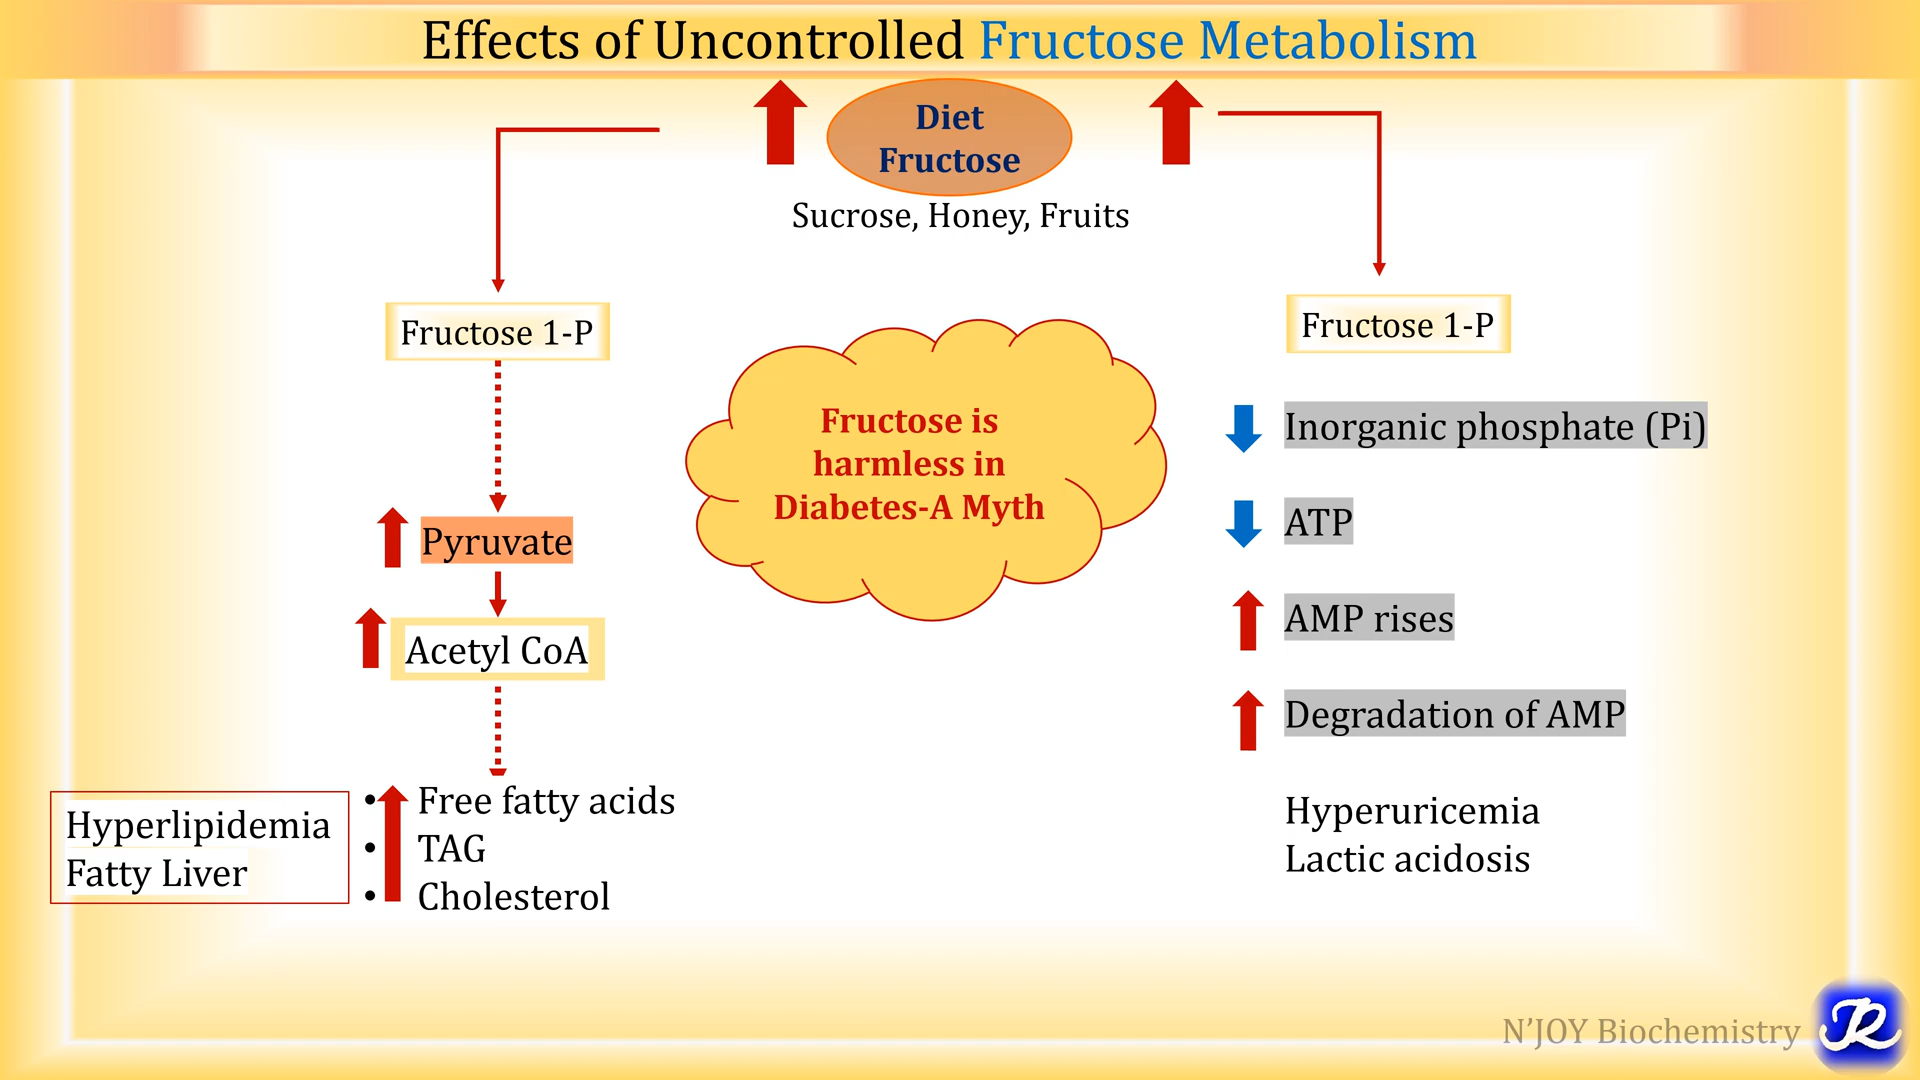 Effects of Uncontrolled Fructose Metabolism
Diet
Fructose
Sucrose, Honey, Fruits
Fructose 1-P
Pyruvate
Acetyl CoA
• Free fatty acids
• TAG
• Cholesterol
Hyperlipidemia
Fatty Liver
Fructose is
harmless in
Diabetes-A Myth
Fructose 1-P
Inorganic phosphate (Pi)
ATP
AMP rises
Degradation of AMP
Hyperuricemia
Lactic acidosis
N’JOY Biochemistry